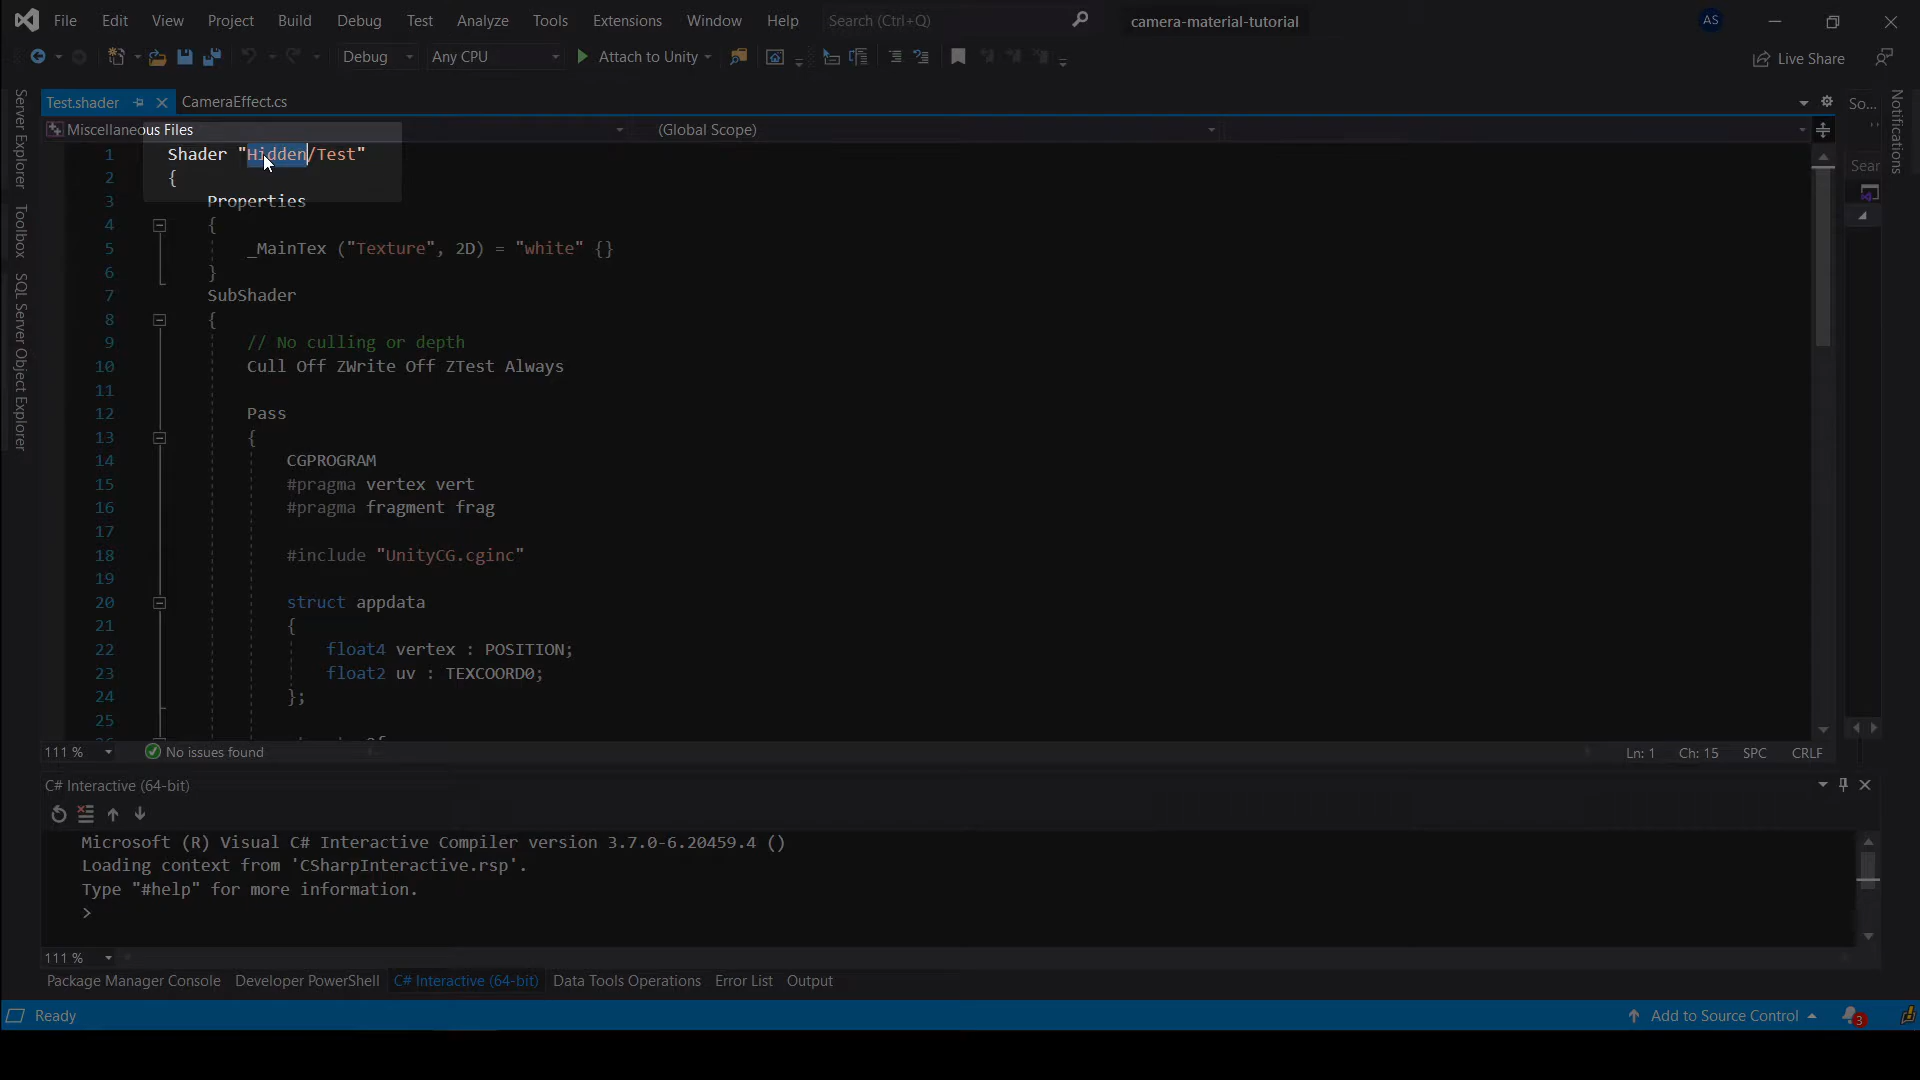 File Edit View Project Build Debug Test Analyze Tools Extensions Window Help Search (Ctrl+Q) camera-material-tutorial AS
Debug Any CPU Attach to Unity Live Share
Server Explorer
Toolbox
SQL Server Object Explorer
Test.shader CameraEffect.cs So...
Notifications
Miscellaneous Files (Global Scope)
Sear
1 Shader "Hidden/Test"
2 {
3 Properties
4 {
5 _MainTex ("Texture", 2D) = "white" {}
6 }
7 SubShader
8 {
9 // No culling or depth
10 Cull Off ZWrite Off ZTest Always
11
12 Pass
13 {
14 CGPROGRAM
15 #pragma vertex vert
16 #pragma fragment frag
17
18 #include "UnityCG.cginc"
19
20 struct appdata
21 {
22 float4 vertex : POSITION;
23 float2 uv : TEXCOORD0;
24 };
25
111 % No issues found Ln: 1 Ch: 15 SPC CRLF
C# Interactive (64-bit)
Microsoft (R) Visual C# Interactive Compiler version 3.7.0-6.20459.4 ()
Loading context from 'CSharpInteractive.rsp'.
Type "#help" for more information.
>
111 %
Package Manager Console Developer PowerShell C# Interactive (64-bit) Data Tools Operations Error List Output
Ready Add to Source Control 3